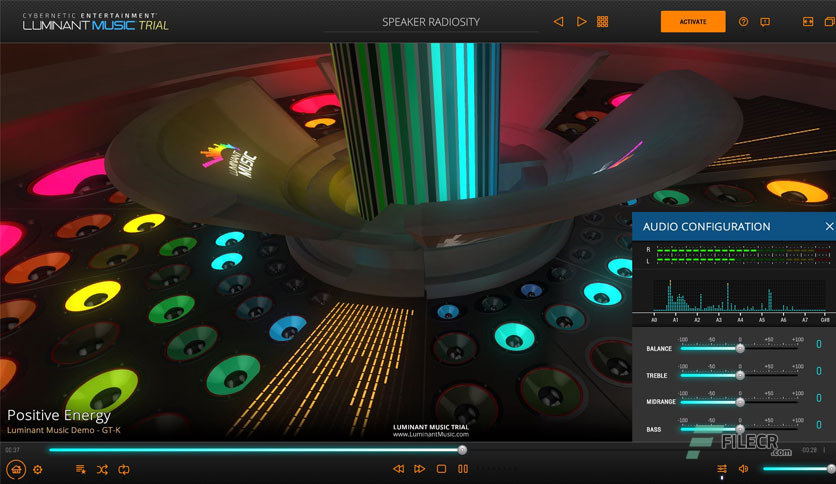 CYBERNETIC ENTERTAINMENT
LUMINANT MUSIC TRIAL
SPEAKER RADIOSITY
ACTIVATE
LUMINANT
MUSIC
AUDIO CONFIGURATION
R
L
A0 A1 A2 A3 A4 A5 A6 A7 G#8
-100 -50 0 +50 +100
BALANCE 0
-100 -50 0 +50 +100
TREBLE 0
-100 -50 0 +50 +100
MIDRANGE 0
-100 -50 0 +50 +100
BASS 0
Positive Energy
Luminant Music Demo - GT-K
LUMINANT MUSIC TRIAL
www.LuminantMusic.com
FILECR
.com
00:37
-03:28